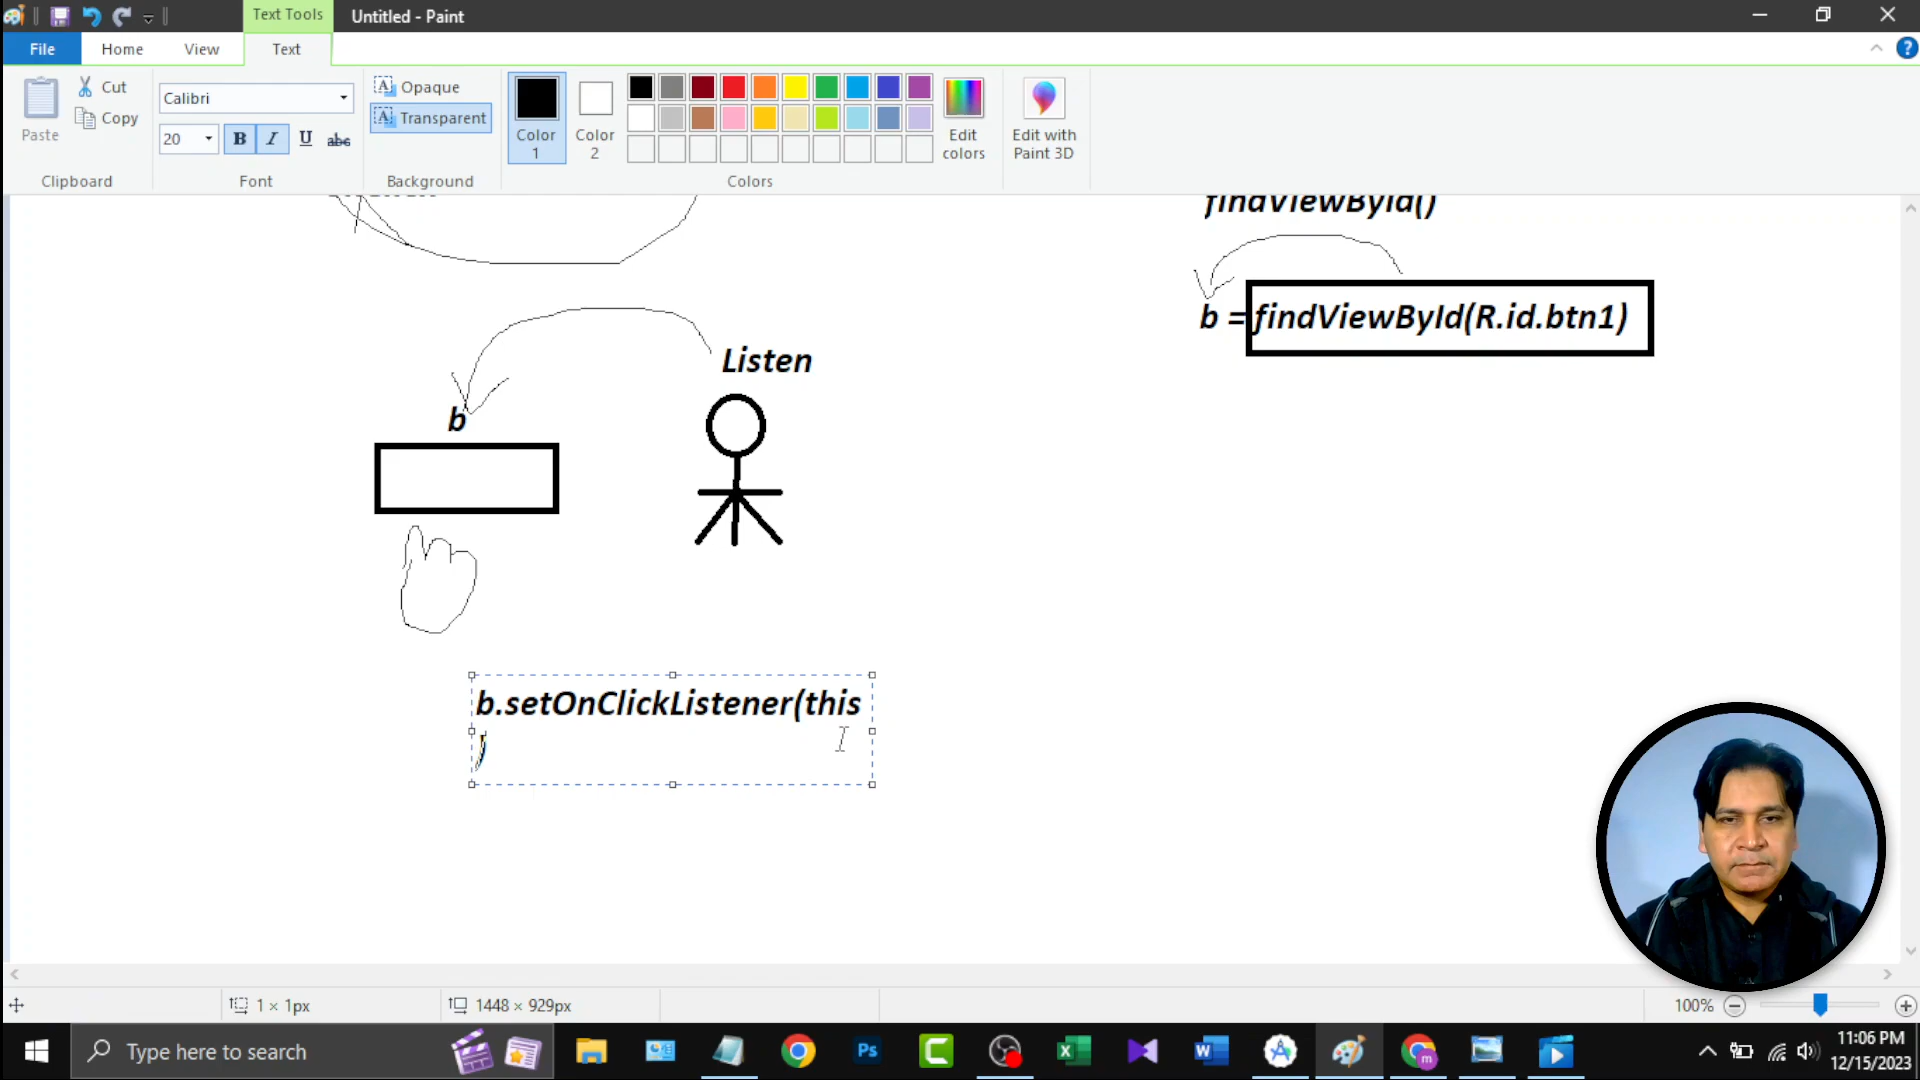 Text Tools
Untitled - Paint
File
Home
View
Text
Paste
Cut
Copy
Clipboard
Calibri
20
B
I
U
abc
Font
Opaque
Transparent
Background
Color
1
Color
2
Edit
colors
Edit with
Paint 3D
Colors
findViewById()
b = findViewById(R.id.btn1)
Listen
b
b.setOnClickListener(this
)
1 × 1px
1448 × 929px
100%
Type here to search
11:06 PM
12/15/2023